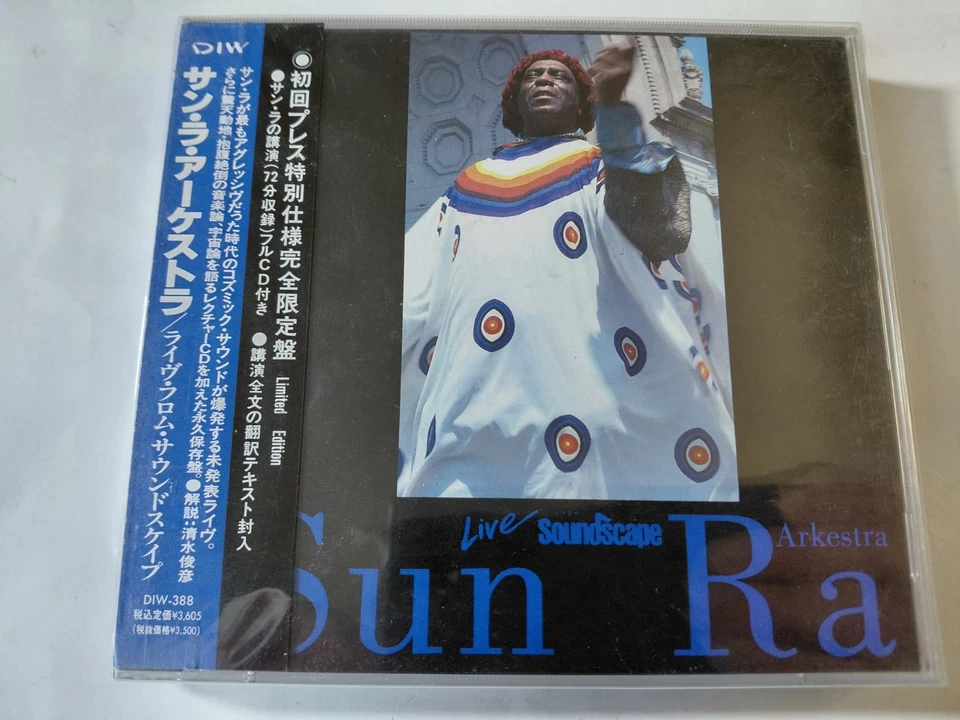 DIW
サン・ラ・アーケストラ/ライヴ・フロム・サウンドスケイプ
サン・ラが最もアグレッシヴだった時代のコズミック・サウンドが爆発する未発表ライヴ。
さらに驚天動地・抱腹絶倒の音楽論、宇宙論を語るレクチャーCDを加えた永久保存盤。●解説:清水俊彦
DIW-388
税込定価¥3,605
(税抜価格¥3,500)
◉初回プレス特別仕様完全限定盤 Limited Edition
●サン・ラの講演(72分収録)フルCD付き ●講演全文の翻訳テキスト封入
Live Soundscape
Sun Ra
Arkestra